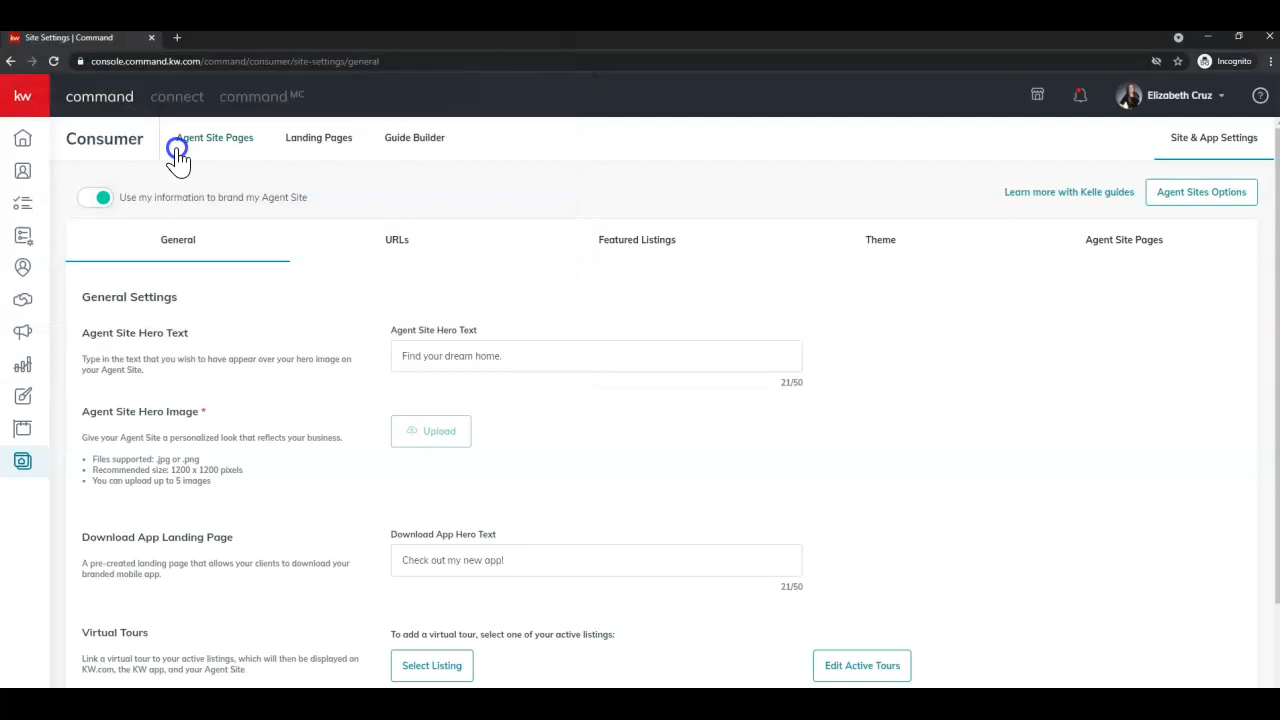 Site Settings | Command
console.command.kw.com/command/consumer/site-settings/general
Incognito
kw
command
connect
command MC
Elizabeth Cruz
Consumer
Agent Site Pages
Landing Pages
Guide Builder
Site & App Settings
Use my information to brand my Agent Site
Learn more with Kelle guides
Agent Sites Options
General
URLs
Featured Listings
Theme
Agent Site Pages
General Settings
Agent Site Hero Text
Type in the text that you wish to have appear over your hero image on
your Agent Site.
Agent Site Hero Text
Find your dream home.
21/50
Agent Site Hero Image *
Give your Agent Site a personalized look that reflects your business.
• Files supported: .jpg or .png
• Recommended size: 1200 x 1200 pixels
• You can upload up to 5 images
Upload
Download App Landing Page
A pre-created landing page that allows your clients to download your
branded mobile app.
Download App Hero Text
Check out my new app!
21/50
Virtual Tours
Link a virtual tour to your active listings, which will then be displayed on
KW.com, the KW app, and your Agent Site
To add a virtual tour, select one of your active listings:
Select Listing
Edit Active Tours